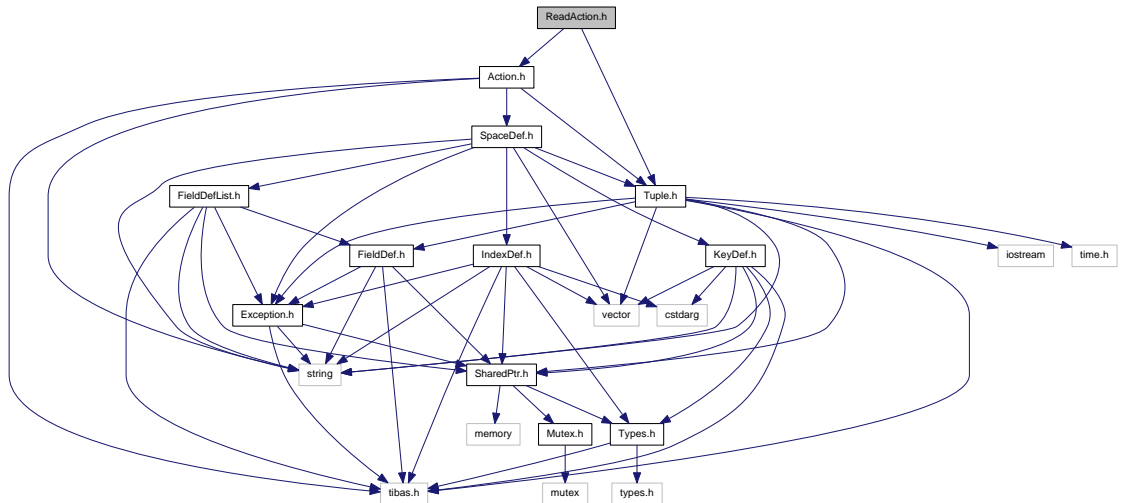 ReadAction.h
Action.h
SpaceDef.h
FieldDefList.h
Tuple.h
FieldDef.h
IndexDef.h
KeyDef.h
iostream
time.h
Exception.h
vector
cstdarg
string
SharedPtr.h
memory
Mutex.h
Types.h
tibas.h
mutex
types.h